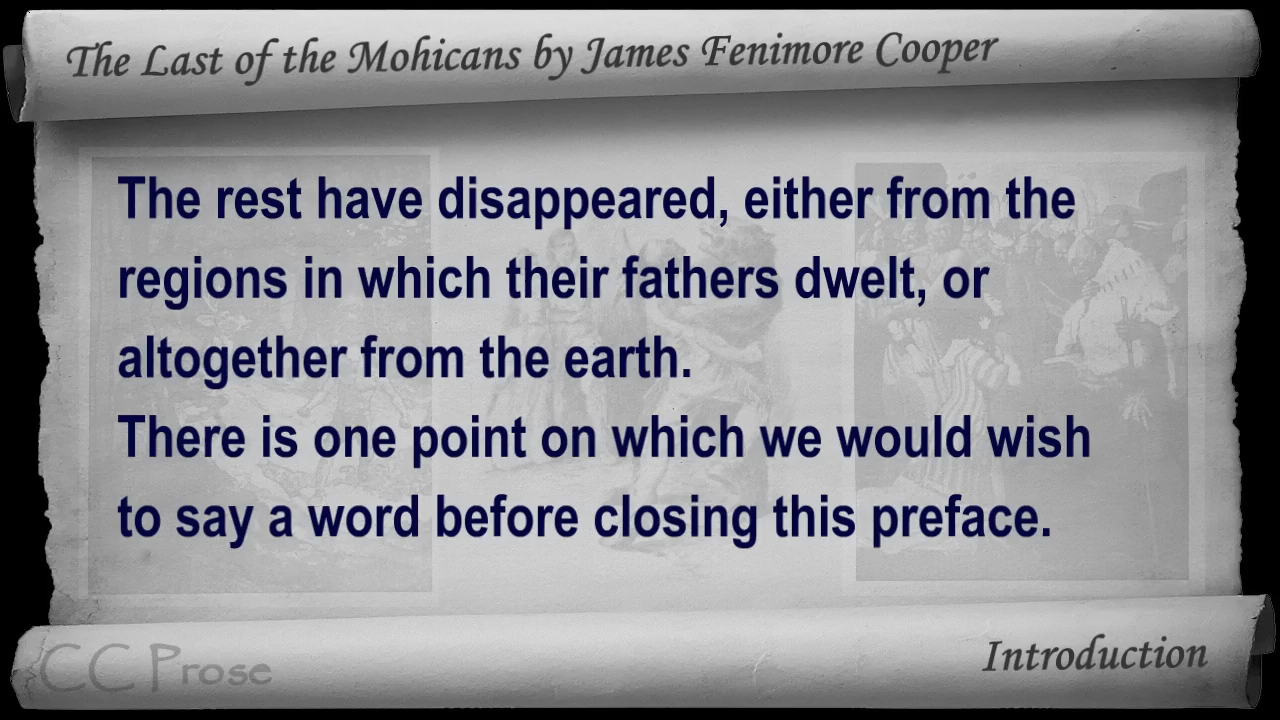 The Last of the Mohicans by James Fenimore Cooper
The rest have disappeared, either from the
regions in which their fathers dwelt, or
altogether from the earth.
There is one point on which we would wish
to say a word before closing this preface.
CC Prose
Introduction